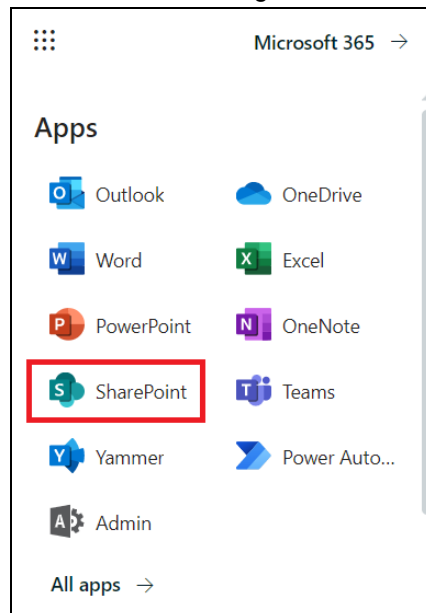 Microsoft 365 →
Apps
Outlook OneDrive
Word Excel
PowerPoint OneNote
SharePoint Teams
Yammer Power Auto...
Admin
All apps →